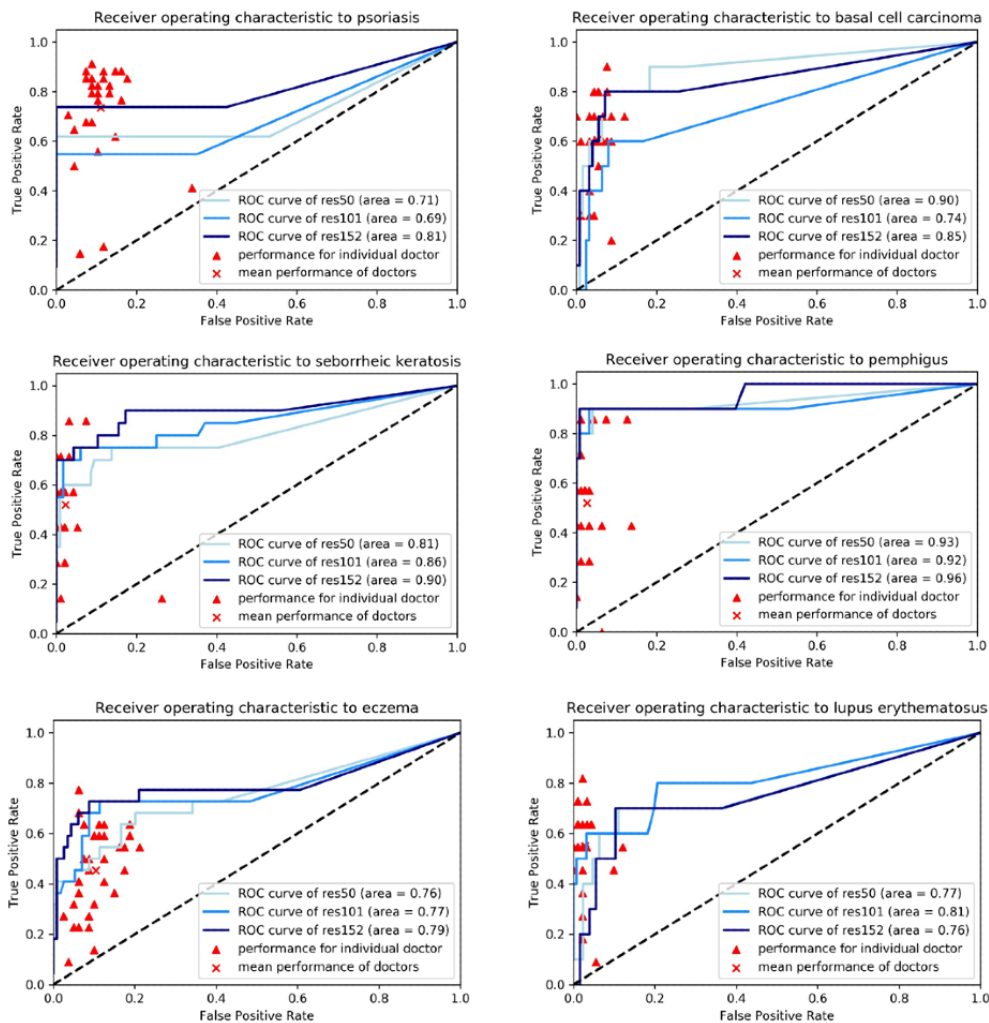 Receiver operating characteristic to psoriasis
True Positive Rate
1.0
0.8
0.6
0.4
0.2
0.0
ROC curve of res50 (area = 0.71)
ROC curve of res101 (area = 0.69)
ROC curve of res152 (area = 0.81)
performance for individual doctor
mean performance of doctors
0.0 0.2 0.4 0.6 0.8 1.0
False Positive Rate
Receiver operating characteristic to basal cell carcinoma
True Positive Rate
1.0
0.8
0.6
0.4
0.2
0.0
ROC curve of res50 (area = 0.90)
ROC curve of res101 (area = 0.74)
ROC curve of res152 (area = 0.85)
performance for individual doctor
mean performance of doctors
0.0 0.2 0.4 0.6 0.8 1.0
False Positive Rate
Receiver operating characteristic to seborrheic keratosis
True Positive Rate
1.0
0.8
0.6
0.4
0.2
0.0
ROC curve of res50 (area = 0.81)
ROC curve of res101 (area = 0.86)
ROC curve of res152 (area = 0.90)
performance for individual doctor
mean performance of doctors
0.0 0.2 0.4 0.6 0.8 1.0
False Positive Rate
Receiver operating characteristic to pemphigus
True Positive Rate
1.0
0.8
0.6
0.4
0.2
0.0
ROC curve of res50 (area = 0.93)
ROC curve of res101 (area = 0.92)
ROC curve of res152 (area = 0.96)
performance for individual doctor
mean performance of doctors
0.0 0.2 0.4 0.6 0.8 1.0
False Positive Rate
Receiver operating characteristic to eczema
True Positive Rate
1.0
0.8
0.6
0.4
0.2
0.0
ROC curve of res50 (area = 0.76)
ROC curve of res101 (area = 0.77)
ROC curve of res152 (area = 0.79)
performance for individual doctor
mean performance of doctors
0.0 0.2 0.4 0.6 0.8 1.0
False Positive Rate
Receiver operating characteristic to lupus erythematosus
True Positive Rate
1.0
0.8
0.6
0.4
0.2
0.0
ROC curve of res50 (area = 0.77)
ROC curve of res101 (area = 0.81)
ROC curve of res152 (area = 0.76)
performance for individual doctor
mean performance of doctors
0.0 0.2 0.4 0.6 0.8 1.0
False Positive Rate